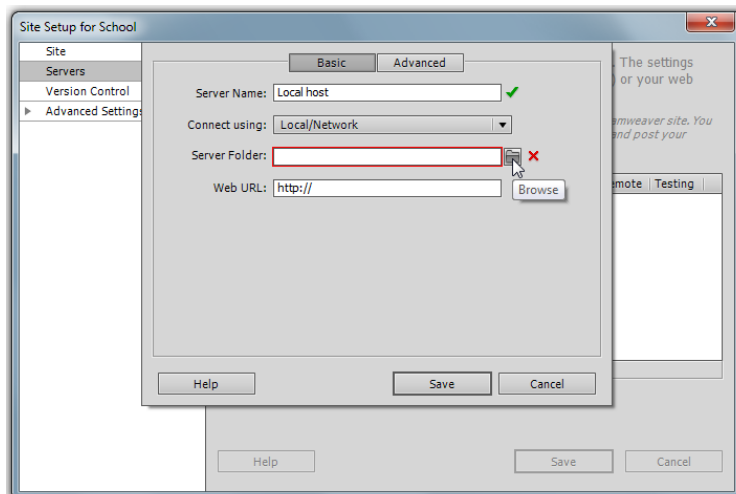 Site Setup for School
Site
Servers
Version Control
Advanced Settings
Basic Advanced
Server Name: Local host
Connect using: Local/Network
Server Folder:
Browse
Web URL: http://
Help Save Cancel
. The settings
) or your web
amweaver site. You
and post your
emote Testing
Help Save Cancel